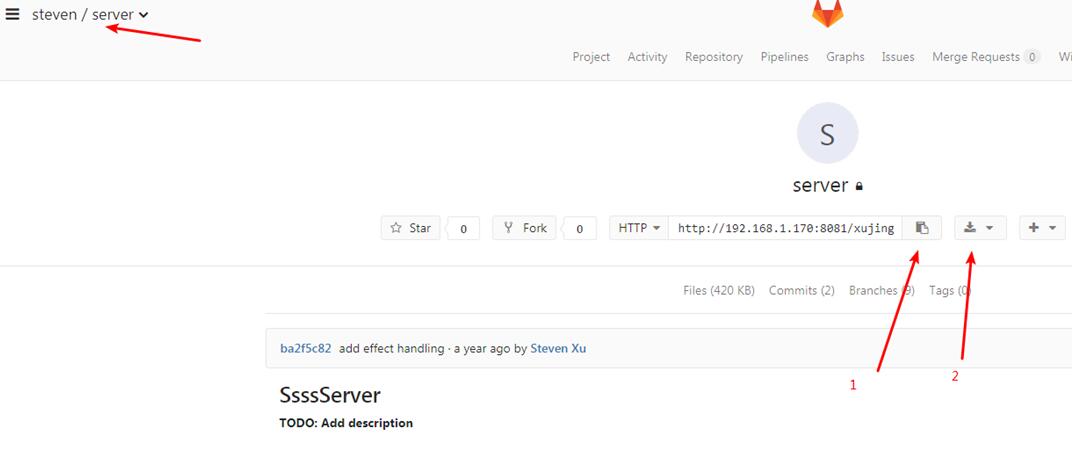 steven / server
Project Activity Repository Pipelines Graphs Issues Merge Requests 0
S
server
Star 0 Fork 0 HTTP http://192.168.1.170:8081/xujing
Files (420 KB) Commits (2) Branches (9) Tags (0)
ba2f5c82 add effect handling · a year ago by Steven Xu
1 2
SsssServer
TODO: Add description